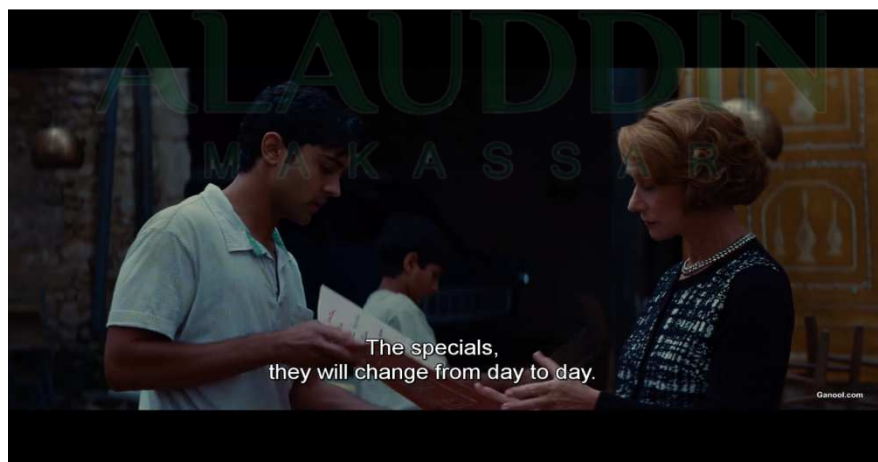 ALAUDDIN
MAKASSAR
The specials,
they will change from day to day.
Ganool.com